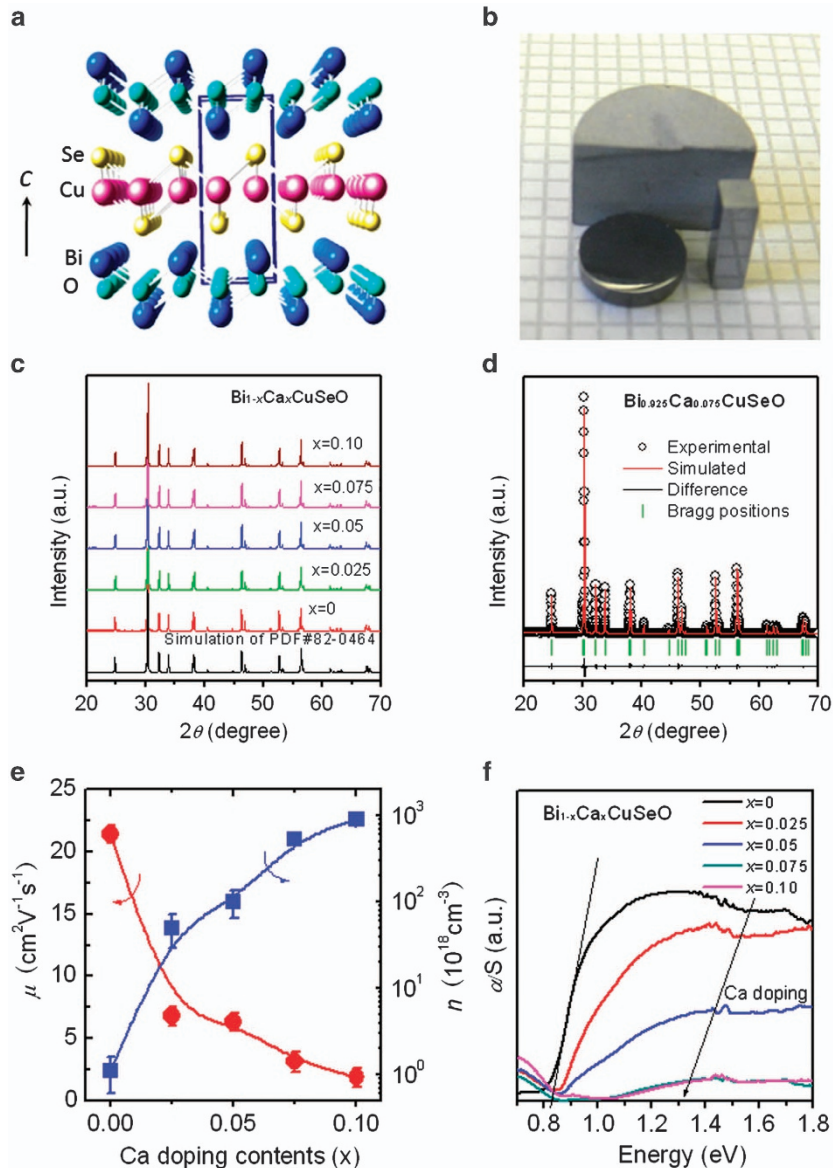 a
Se
Cu
Bi
O
c
b
c
Bi1-xCaxCuSeO
x=0.10
x=0.075
x=0.05
x=0.025
x=0
Simulation of PDF#82-0464
Intensity (a.u.)
20 30 40 50 60 70
2θ (degree)
d
Bi0.925Ca0.075CuSeO
Experimental
Simulated
Difference
Bragg positions
Intensity (a.u.)
20 30 40 50 60 70 80
2θ (degree)
e
25
20
15
10
5
0
μ (cm²V⁻¹s⁻¹)
10³
10²
10¹
10⁰
n (10¹⁸cm⁻³)
0.00 0.05 0.10
Ca doping contents (x)
f
Bi1-xCaxCuSeO
x=0
x=0.025
x=0.05
x=0.075
x=0.10
Ca doping
α/S (a.u.)
0.8 1.0 1.2 1.4 1.6 1.8
Energy (eV)